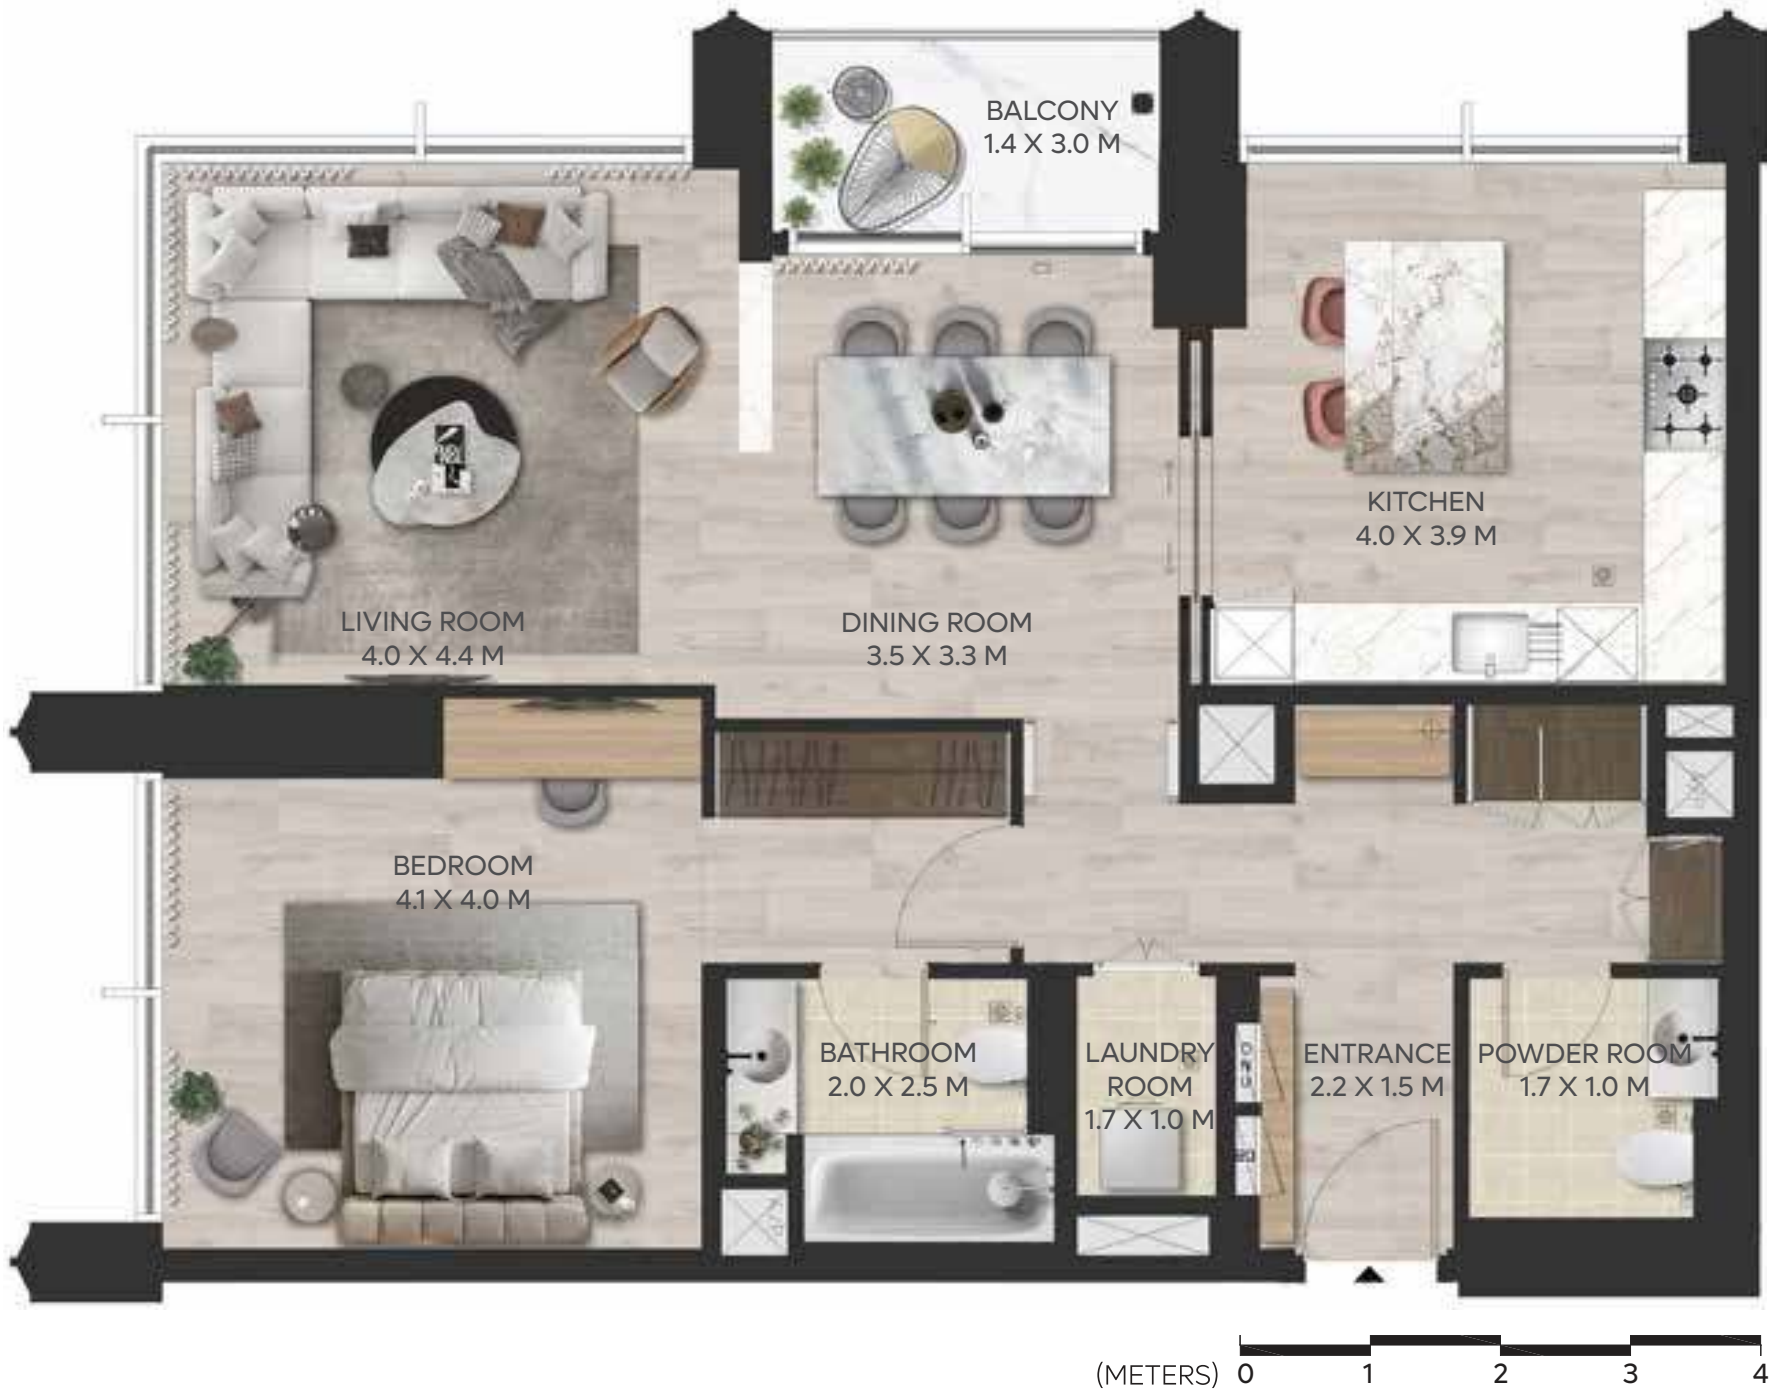 BALCONY
1.4 X 3.0 M
KITCHEN
4.0 X 3.9 M
LIVING ROOM
4.0 X 4.4 M
DINING ROOM
3.5 X 3.3 M
BEDROOM
4.1 X 4.0 M
BATHROOM
2.0 X 2.5 M
LAUNDRY
ROOM
1.7 X 1.0 M
ENTRANCE
2.2 X 1.5 M
POWDER ROOM
1.7 X 1.0 M
(METERS) 0 1 2 3 4